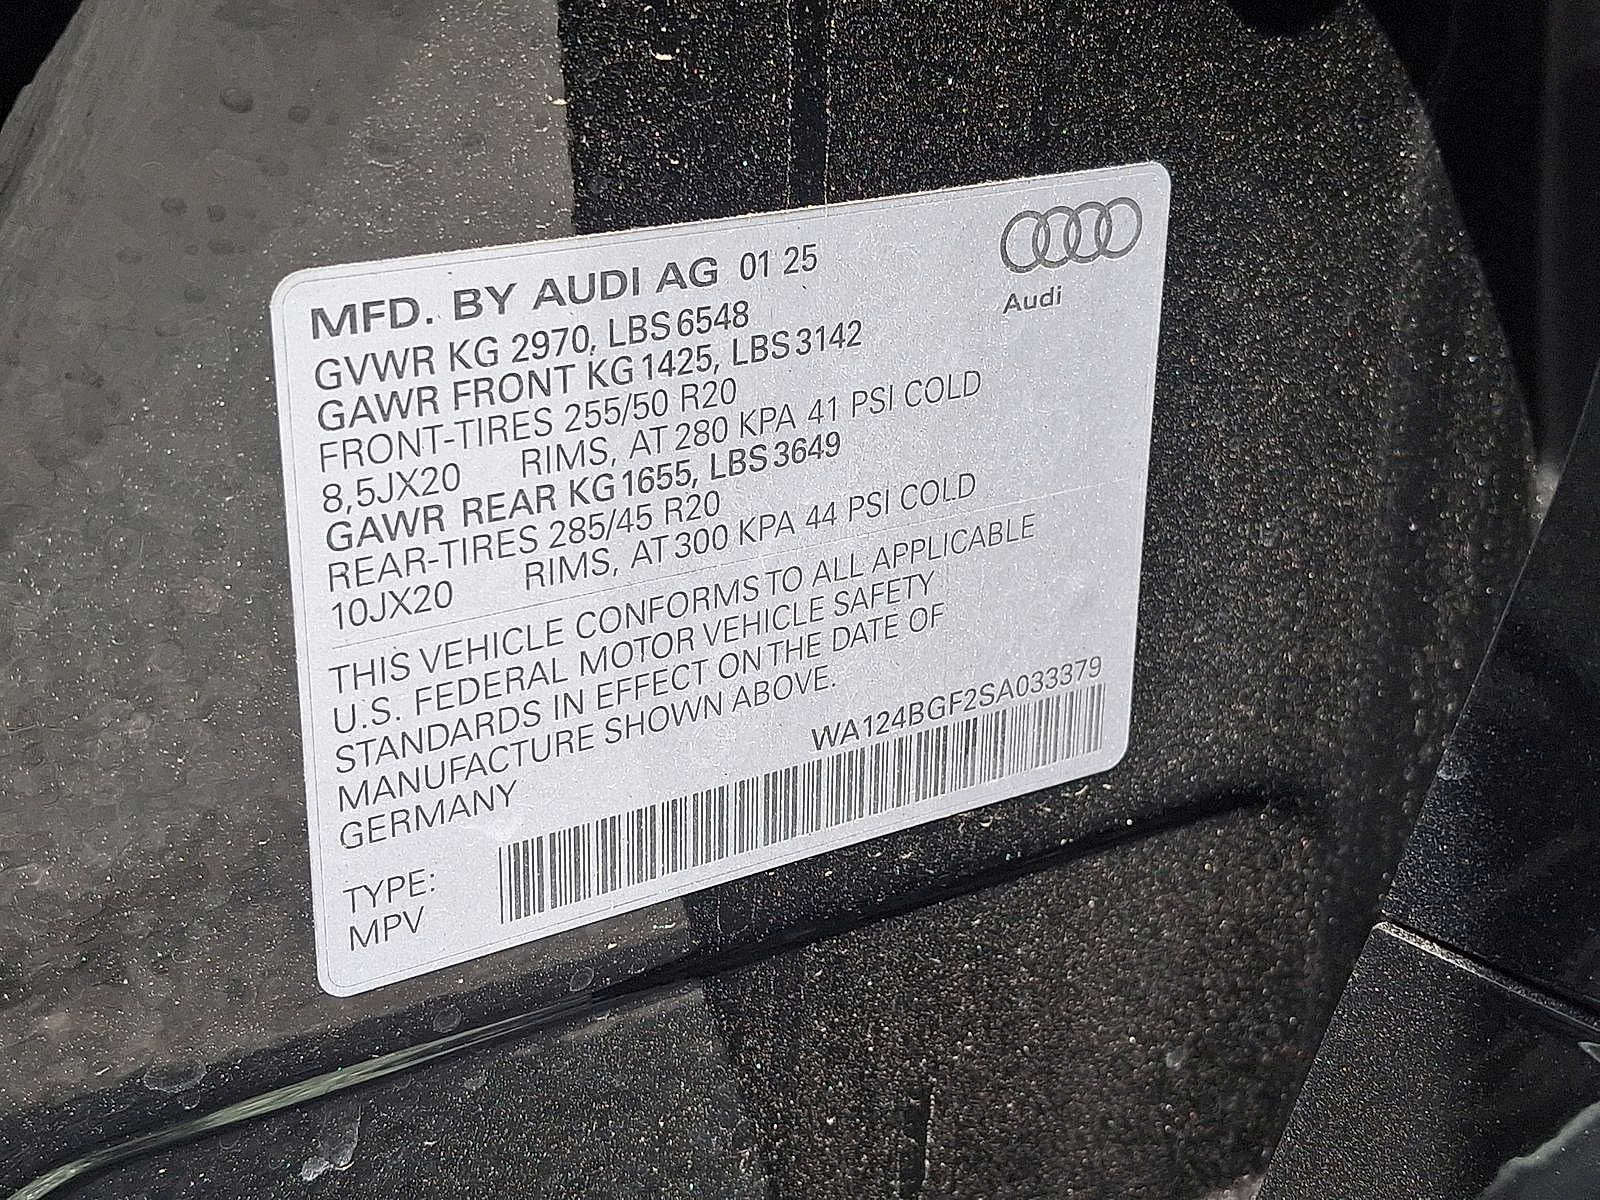 MFD. BY AUDI AG 01 25
Audi
GVWR KG 2970, LBS 6548
GAWR FRONT KG 1425, LBS 3142
FRONT-TIRES 255/50 R20
8,5JX20 RIMS, AT 280 KPA 41 PSI COLD
GAWR REAR KG 1655, LBS 3649
REAR-TIRES 285/45 R20
10JX20 RIMS, AT 300 KPA 44 PSI COLD
THIS VEHICLE CONFORMS TO ALL APPLICABLE
U.S. FEDERAL MOTOR VEHICLE SAFETY
STANDARDS IN EFFECT ON THE DATE OF
MANUFACTURE SHOWN ABOVE.
GERMANY
WA124BGF2SA033379
TYPE:
MPV